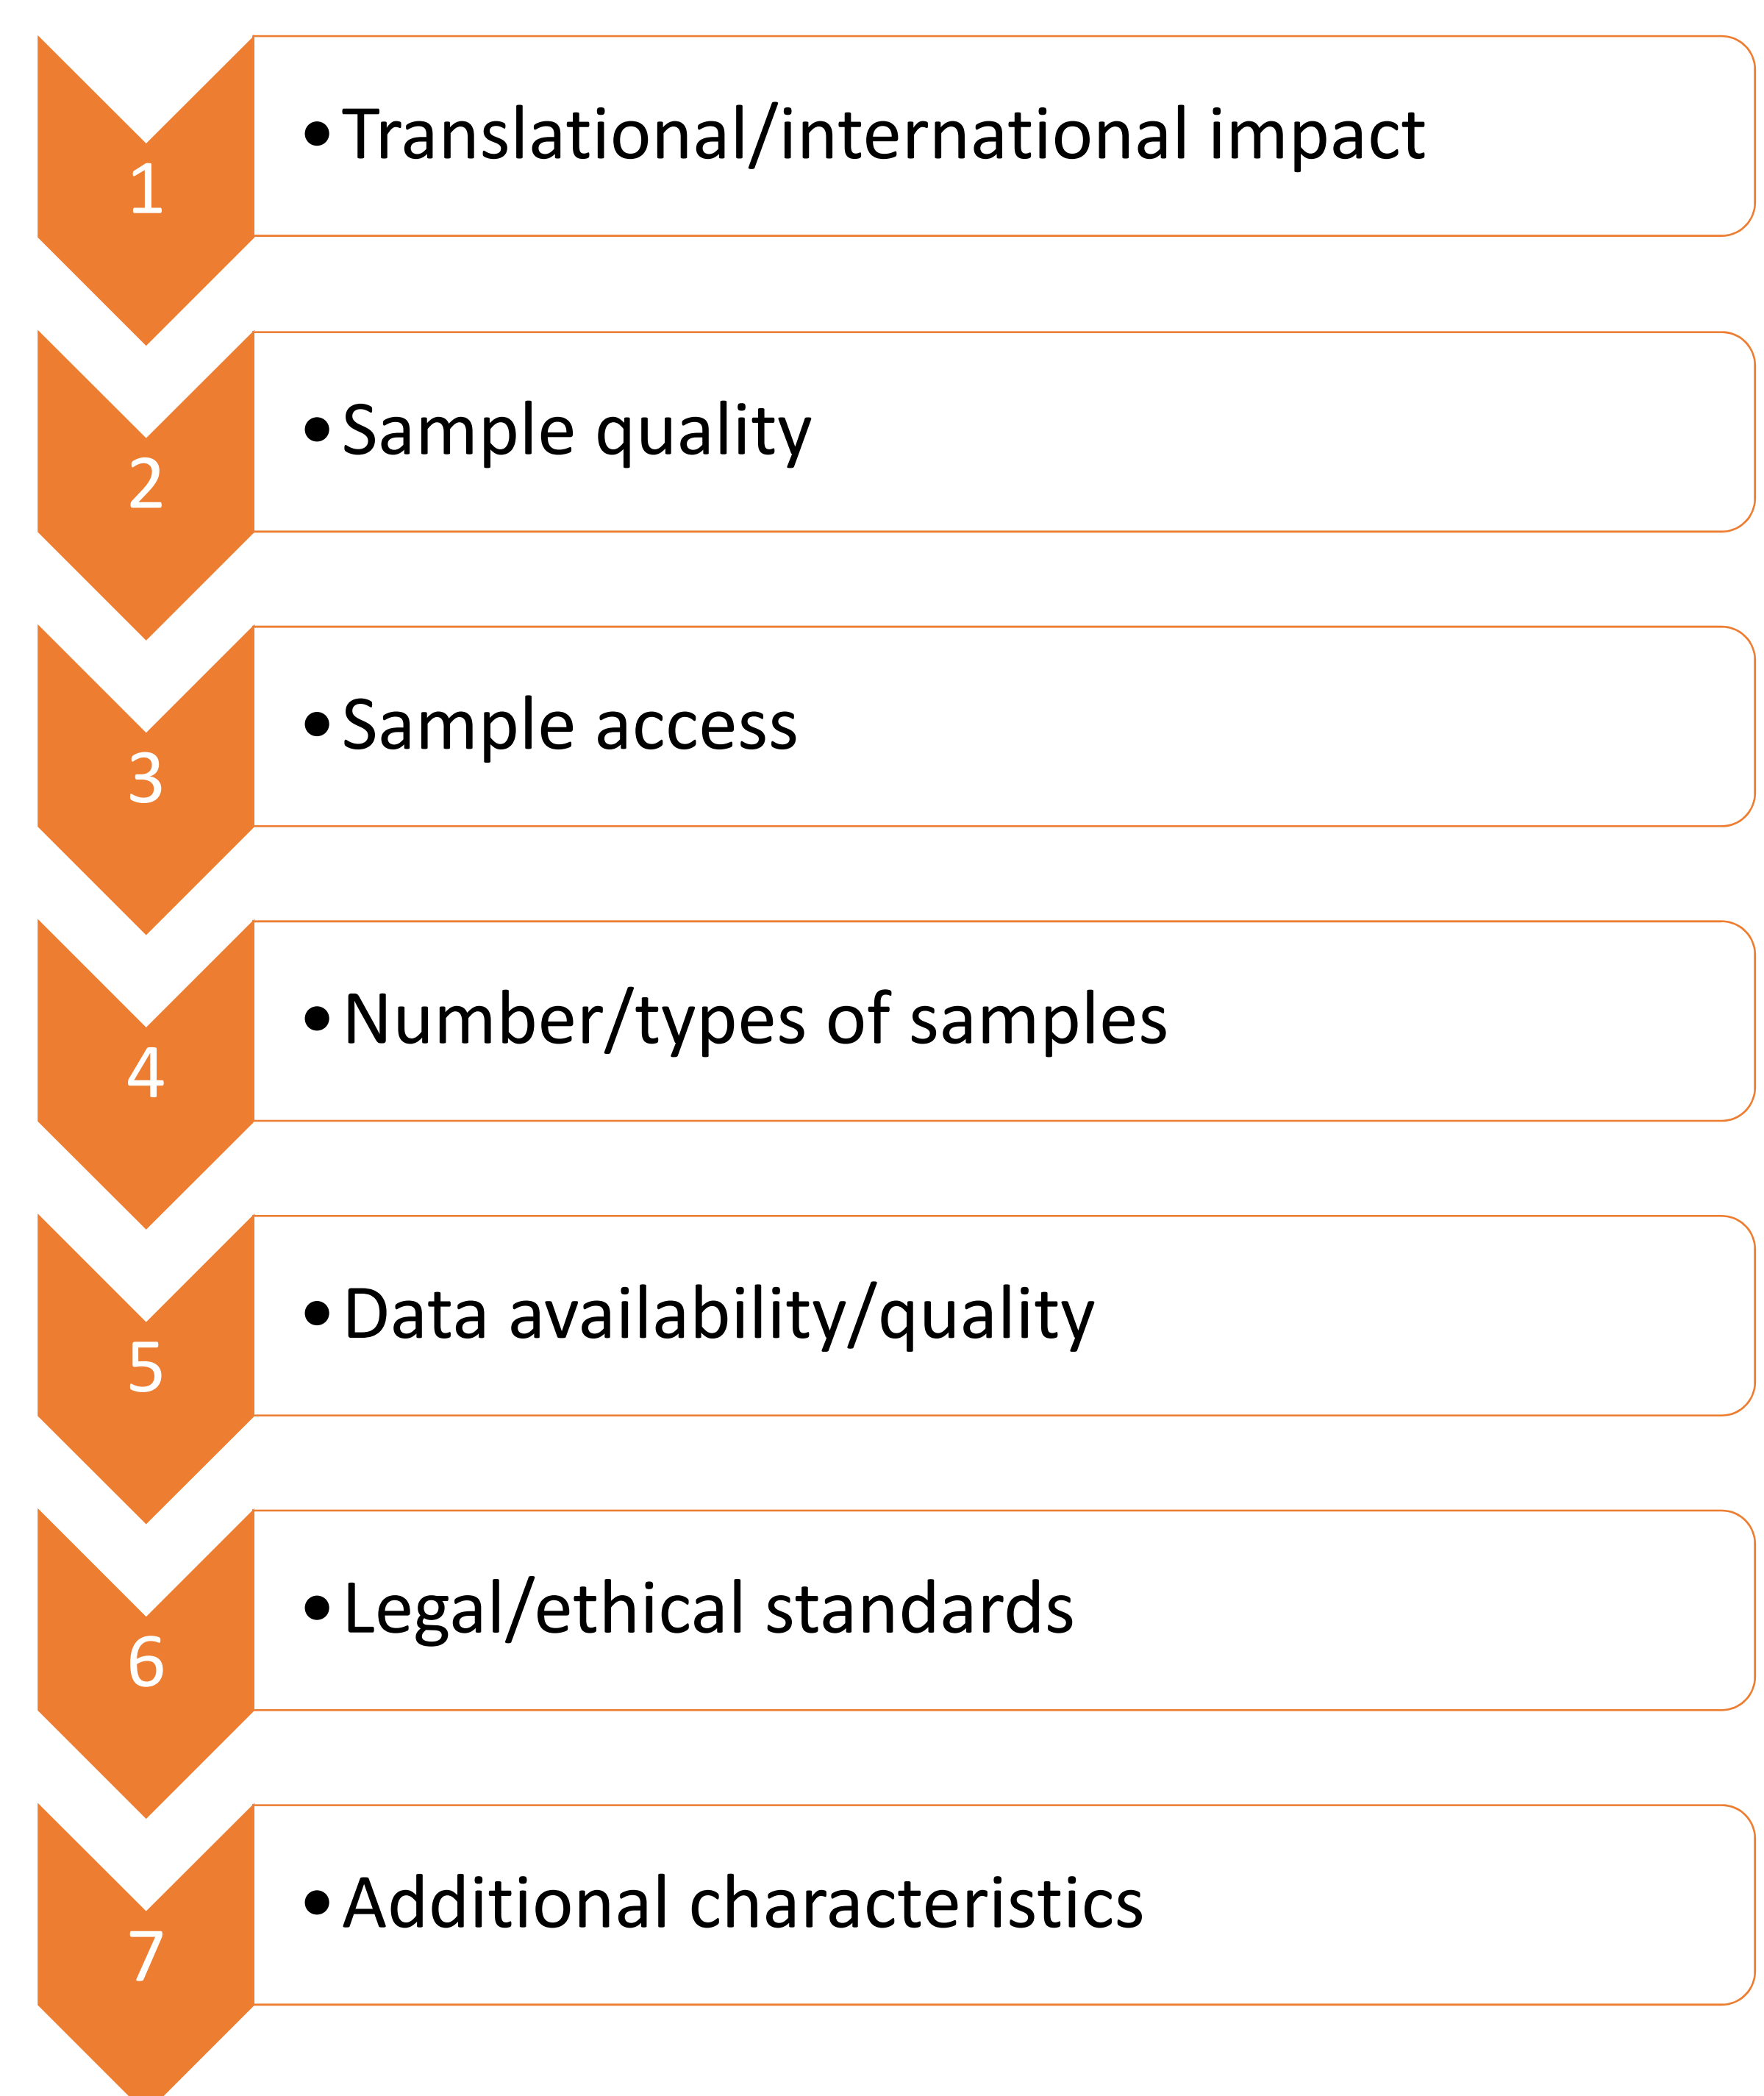 1
• Translational/international impact
2
• Sample quality
3
• Sample access
4
• Number/types of samples
5
• Data availability/quality
6
• Legal/ethical standards
7
• Additional characteristics